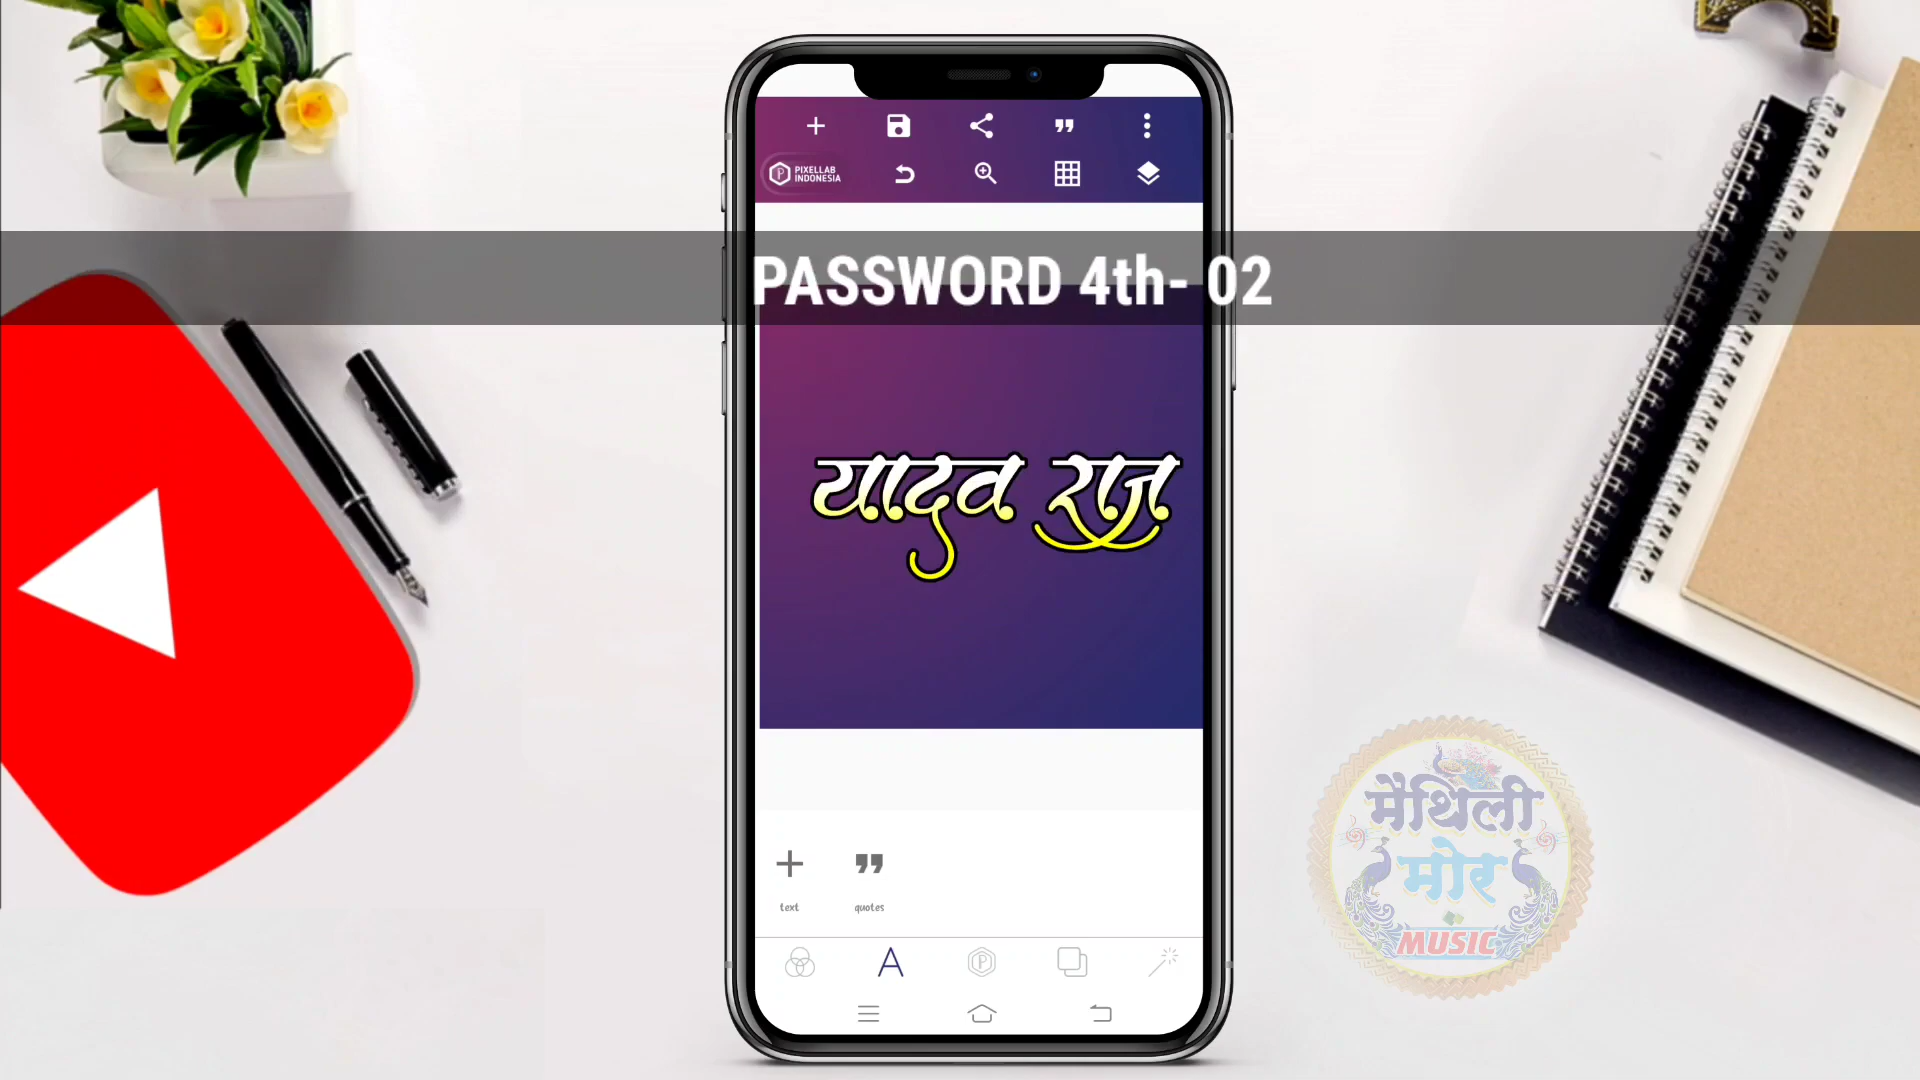 PIXELLAB
INDONESIA
PASSWORD 4th- 02
यादव राज
text
quotes
मैथिली
मोर
MUSIC